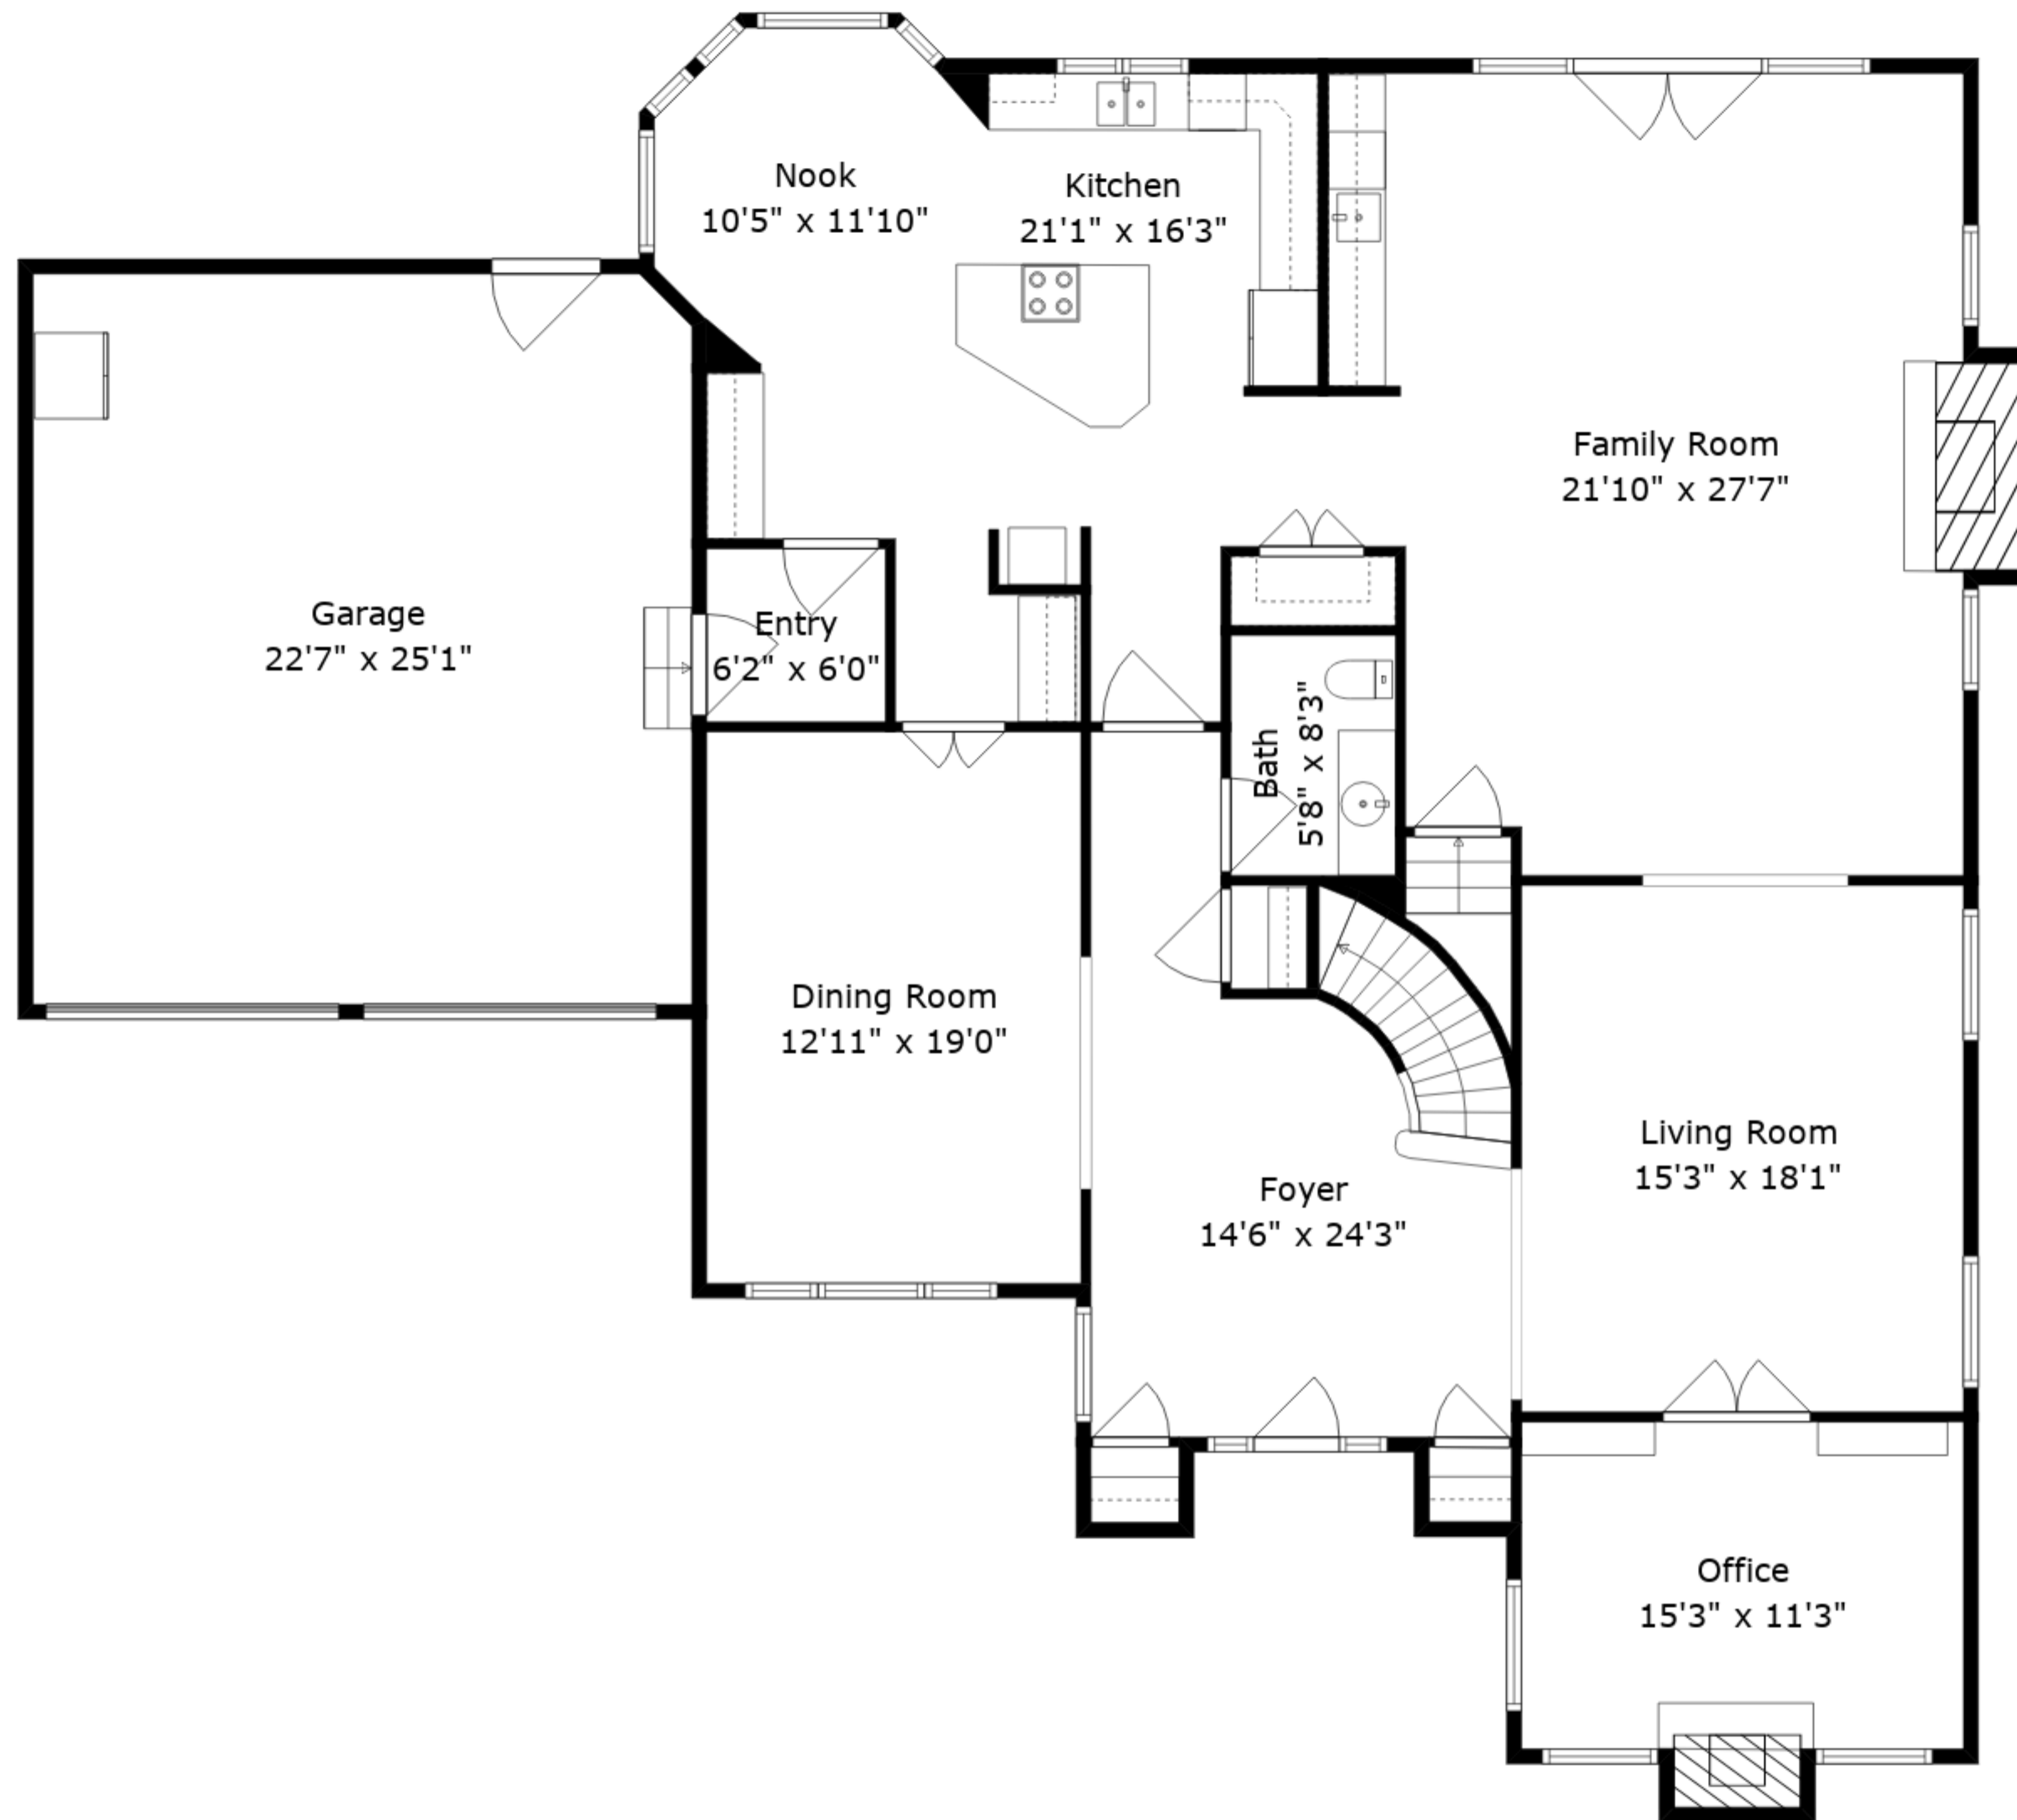 Nook
10'5" x 11'10"
Kitchen
21'1" x 16'3"
Family Room
21'10" x 27'7"
Garage
22'7" x 25'1"
Entry
6'2" x 6'0"
Bath
5'8" x 8'3"
Dining Room
12'11" x 19'0"
Foyer
14'6" x 24'3"
Living Room
15'3" x 18'1"
Office
15'3" x 11'3"